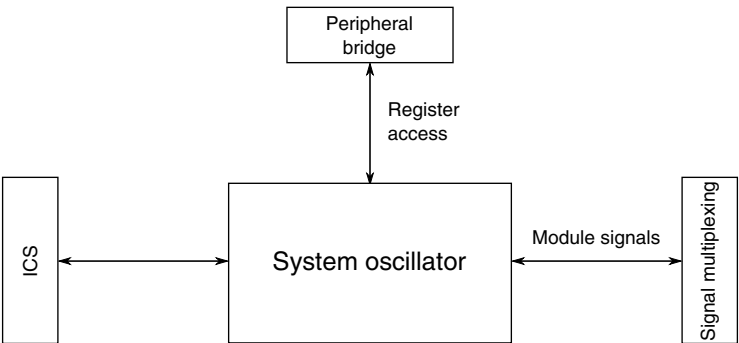 Peripheral
bridge
Register
access
ICS
System oscillator
Module signals
Signal multiplexing